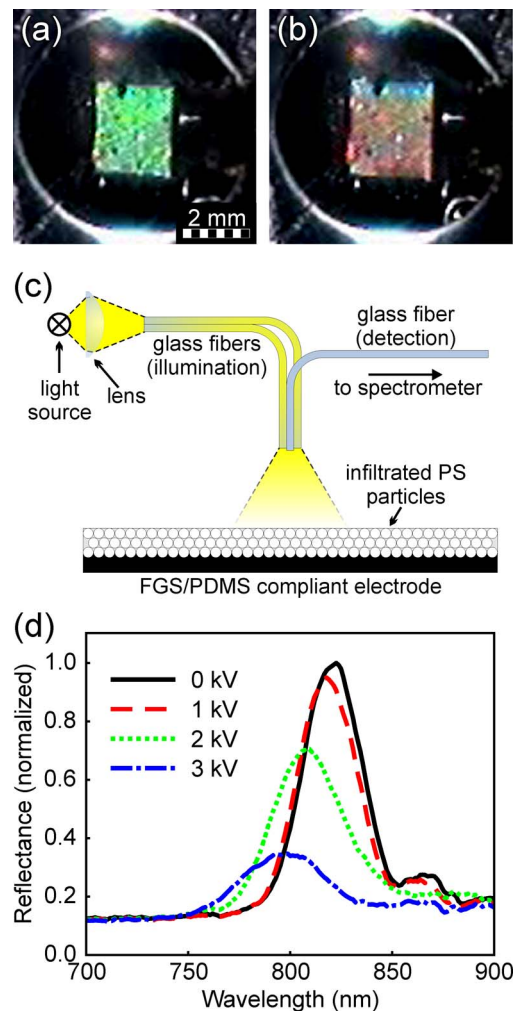 (a)
(b)
2 mm
(c)
glass fibers
(illumination)
glass fiber
(detection)
to spectrometer
light
source
lens
infiltrated PS
particles
FGS/PDMS compliant electrode
(d)
Reflectance (normalized)
1.0
0.8
0.6
0.4
0.2
0.0
0 kV
1 kV
2 kV
3 kV
700
750
800
850
900
Wavelength (nm)